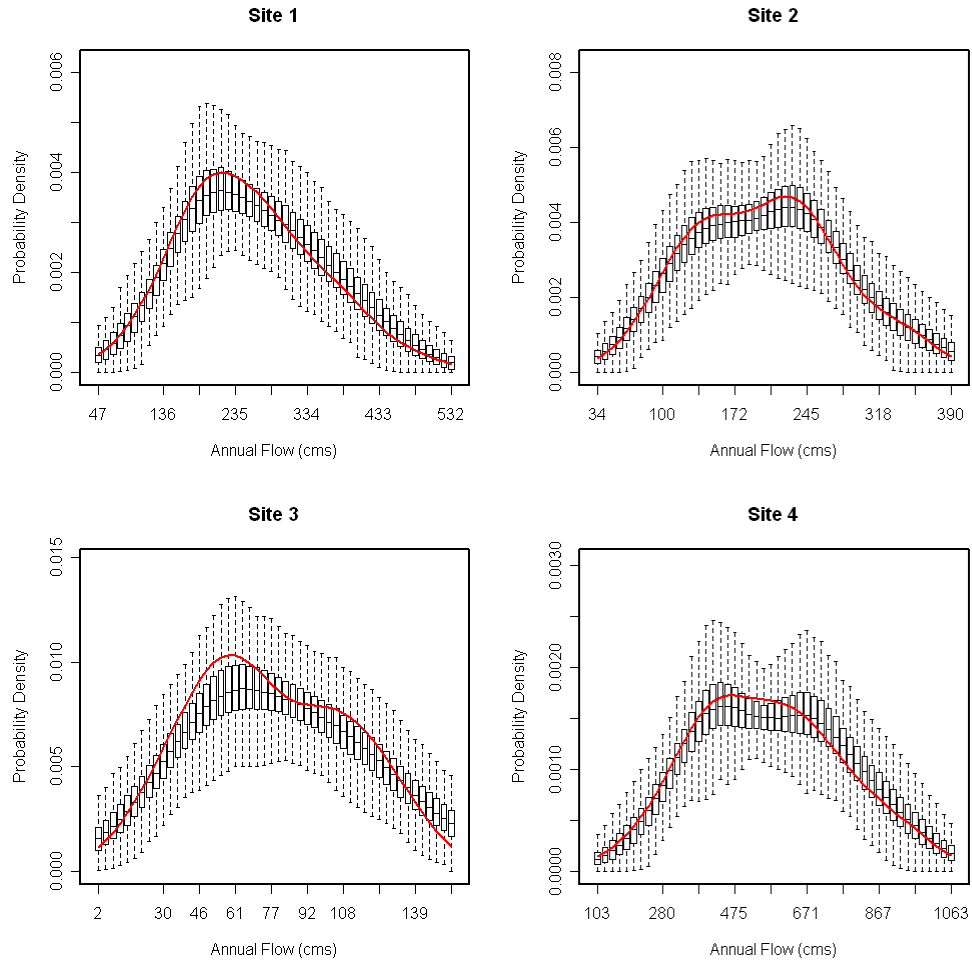 Site 1
Probability Density
0.006
0.004
0.002
0.000
47 136 235 334 433 532
Annual Flow (cms)
Site 2
Probability Density
0.008
0.006
0.004
0.002
0.000
34 100 172 245 318 390
Annual Flow (cms)
Site 3
Probability Density
0.015
0.010
0.005
0.000
2 30 46 61 77 92 108 139
Annual Flow (cms)
Site 4
Probability Density
0.0030
0.0020
0.0010
0.0000
103 280 475 671 867 1063
Annual Flow (cms)